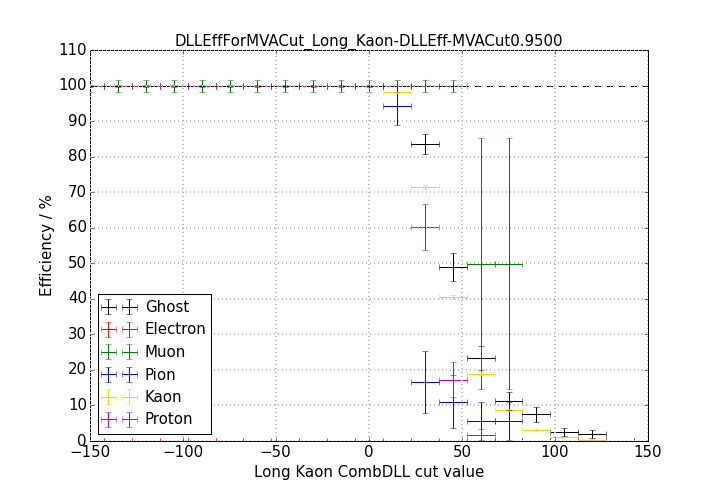 DLLEffForMVACut_Long_Kaon-DLLEff-MVACut0.9500
110
100
90
80
70
60
50
40
30
20
10
0
Efficiency / %
Ghost
Electron
Muon
Pion
Kaon
Proton
−150 −100 −50 0 50 100 150
Long Kaon CombDLL cut value